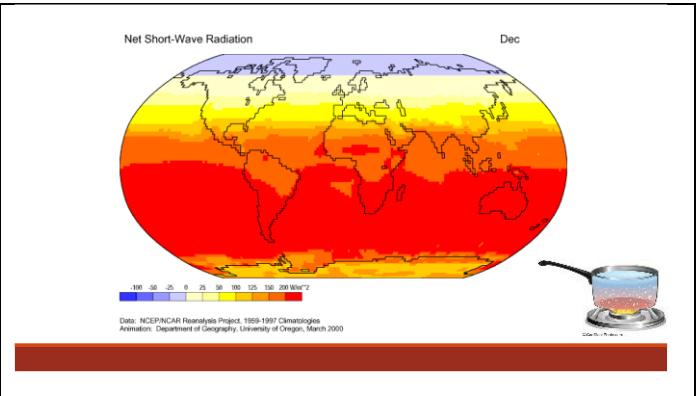 Net Short-Wave Radiation
Dec
-100 -50 -25 0 25 50 100 125 150 200 W/m^2
Data: NCEP/NCAR Reanalysis Project, 1959-1997 Climatologies
Animation: Department of Geography, University of Oregon, March 2000